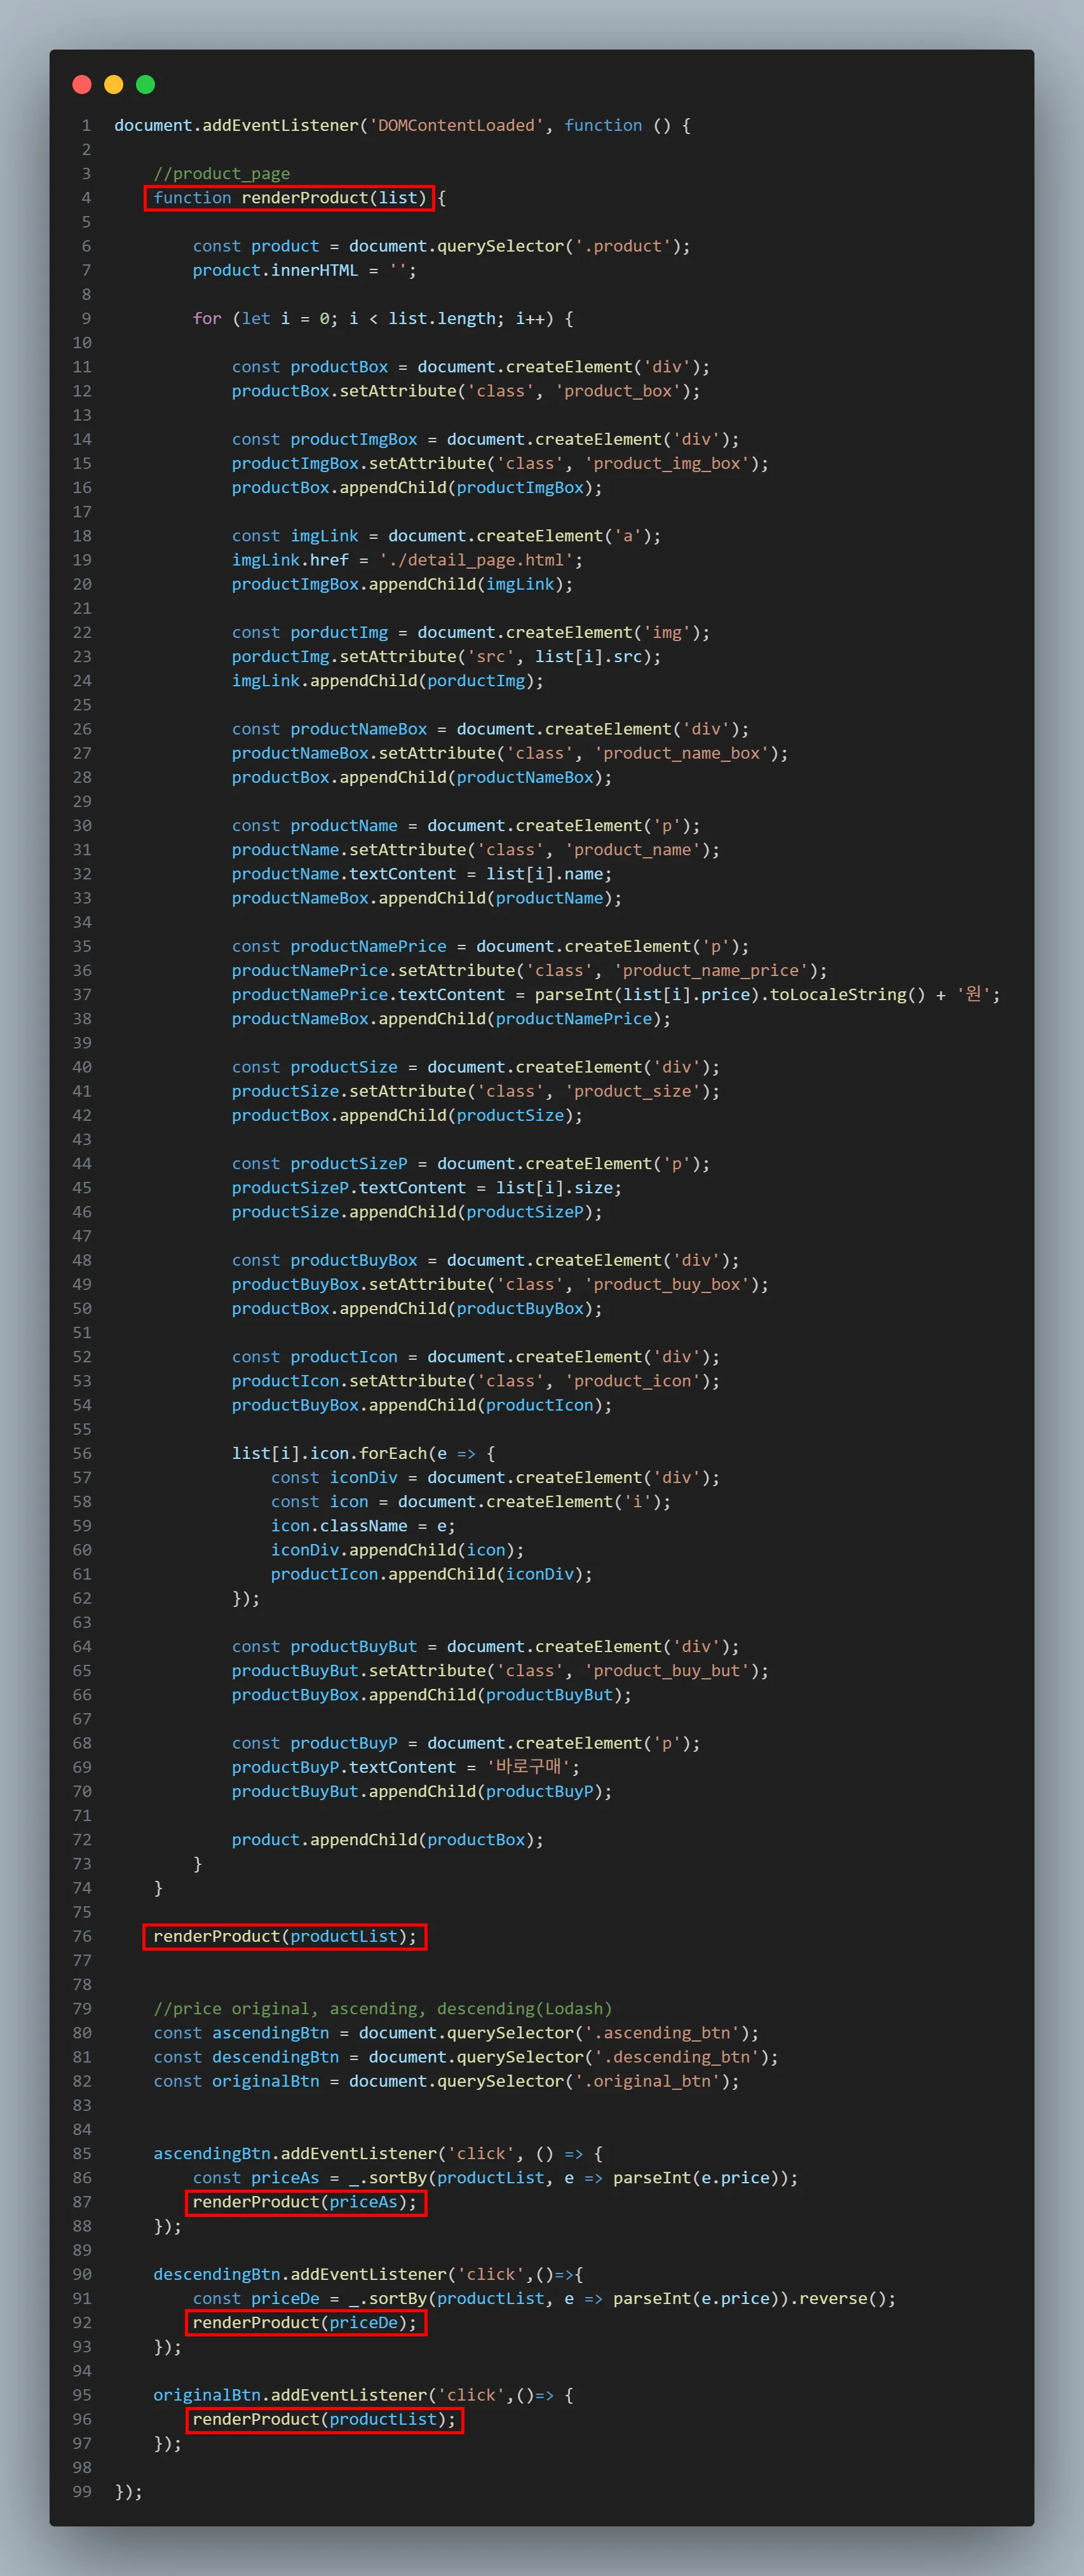 1 document.addEventListener('DOMContentLoaded', function () {
2
3 //product_page
4 function renderProduct(list) {
5
6 const product = document.querySelector('.product');
7 product.innerHTML = '';
8
9 for (let i = 0; i < list.length; i++) {
10
11 const productBox = document.createElement('div');
12 productBox.setAttribute('class', 'product_box');
13
14 const productImgBox = document.createElement('div');
15 productImgBox.setAttribute('class', 'product_img_box');
16 productBox.appendChild(productImgBox);
17
18 const imgLink = document.createElement('a');
19 imgLink.href = './detail_page.html';
20 productImgBox.appendChild(imgLink);
21
22 const porductImg = document.createElement('img');
23 porductImg.setAttribute('src', list[i].src);
24 imgLink.appendChild(porductImg);
25
26 const productNameBox = document.createElement('div');
27 productNameBox.setAttribute('class', 'product_name_box');
28 productBox.appendChild(productNameBox);
29
30 const productName = document.createElement('p');
31 productName.setAttribute('class', 'product_name');
32 productName.textContent = list[i].name;
33 productNameBox.appendChild(productName);
34
35 const productNamePrice = document.createElement('p');
36 productNamePrice.setAttribute('class', 'product_name_price');
37 productNamePrice.textContent = parseInt(list[i].price).toLocaleString() + '원';
38 productNameBox.appendChild(productNamePrice);
39
40 const productSize = document.createElement('div');
41 productSize.setAttribute('class', 'product_size');
42 productBox.appendChild(productSize);
43
44 const productSizeP = document.createElement('p');
45 productSizeP.textContent = list[i].size;
46 productSize.appendChild(productSizeP);
47
48 const productBuyBox = document.createElement('div');
49 productBuyBox.setAttribute('class', 'product_buy_box');
50 productBox.appendChild(productBuyBox);
51
52 const productIcon = document.createElement('div');
53 productIcon.setAttribute('class', 'product_icon');
54 productBuyBox.appendChild(productIcon);
55
56 list[i].icon.forEach(e => {
57 const iconDiv = document.createElement('div');
58 const icon = document.createElement('i');
59 icon.className = e;
60 iconDiv.appendChild(icon);
61 productIcon.appendChild(iconDiv);
62 });
63
64 const productBuyBut = document.createElement('div');
65 productBuyBut.setAttribute('class', 'product_buy_but');
66 productBuyBox.appendChild(productBuyBut);
67
68 const productBuyP = document.createElement('p');
69 productBuyP.textContent = '바로구매';
70 productBuyBut.appendChild(productBuyP);
71
72 product.appendChild(productBox);
73 }
74 }
75
76 renderProduct(productList);
77
78
79 //price original, ascending, descending(Lodash)
80 const ascendingBtn = document.querySelector('.ascending_btn');
81 const descendingBtn = document.querySelector('.descending_btn');
82 const originalBtn = document.querySelector('.original_btn');
83
84
85 ascendingBtn.addEventListener('click', () => {
86 const priceAs = _.sortBy(productList, e => parseInt(e.price));
87 renderProduct(priceAs);
88 });
89
90 descendingBtn.addEventListener('click',()=>{
91 const priceDe = _.sortBy(productList, e => parseInt(e.price)).reverse();
92 renderProduct(priceDe);
93 });
94
95 originalBtn.addEventListener('click',()=> {
96 renderProduct(productList);
97 });
98
99 });